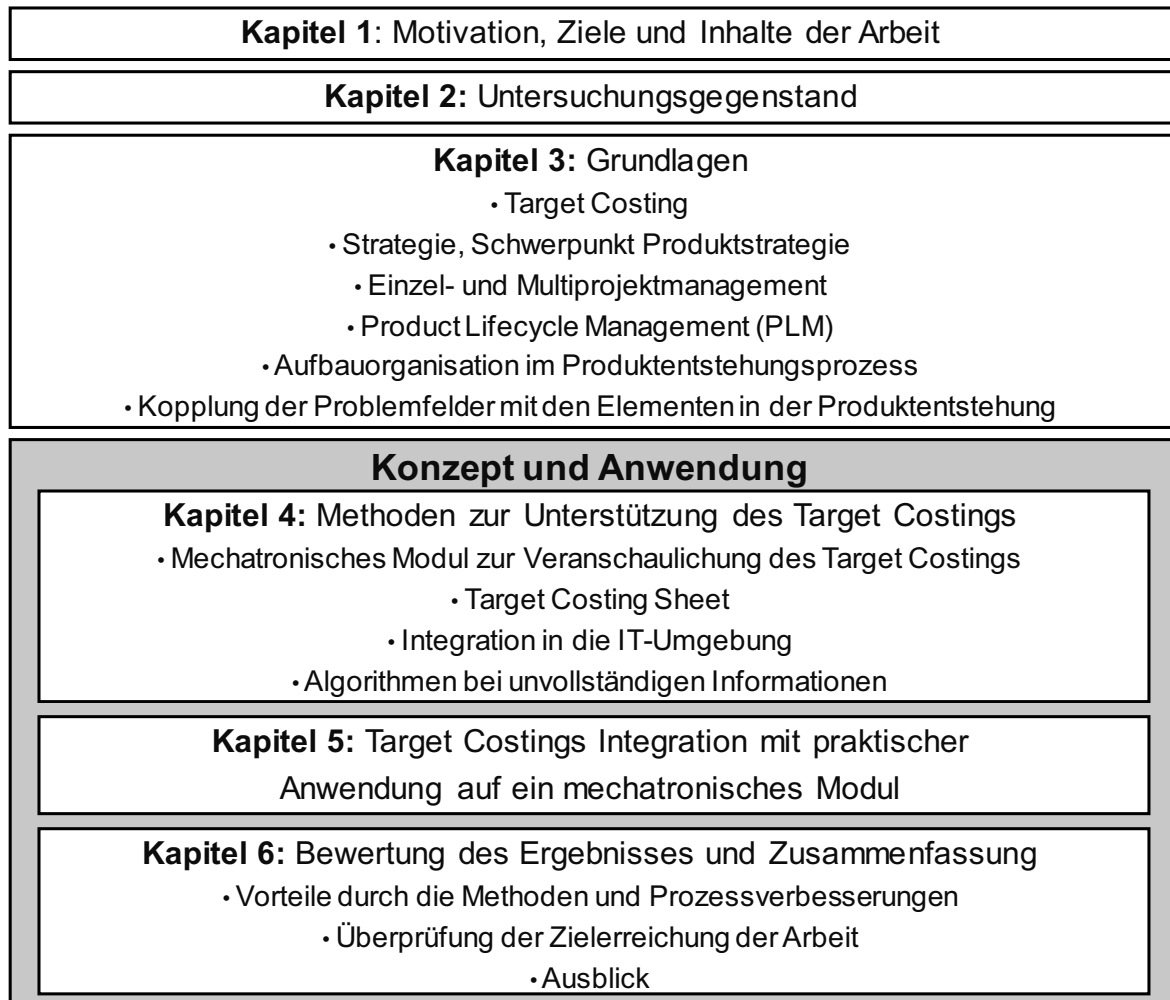 Kapitel 1: Motivation, Ziele und Inhalte der Arbeit
Kapitel 2: Untersuchungsgegenstand
Kapitel 3: Grundlagen
• Target Costing
• Strategie, Schwerpunkt Produktstrategie
• Einzel- und Multiprojektmanagement
• Product Lifecycle Management (PLM)
• Aufbauorganisation im Produktentstehungsprozess
• Kopplung der Problemfelder mit den Elementen in der Produktentstehung
Konzept und Anwendung
Kapitel 4: Methoden zur Unterstützung des Target Costings
• Mechatronisches Modul zur Veranschaulichung des Target Costings
• Target Costing Sheet
• Integration in die IT-Umgebung
• Algorithmen bei unvollständigen Informationen
Kapitel 5: Target Costings Integration mit praktischer
Anwendung auf ein mechatronisches Modul
Kapitel 6: Bewertung des Ergebnisses und Zusammenfassung
• Vorteile durch die Methoden und Prozessverbesserungen
• Überprüfung der Zielerreichung der Arbeit
• Ausblick